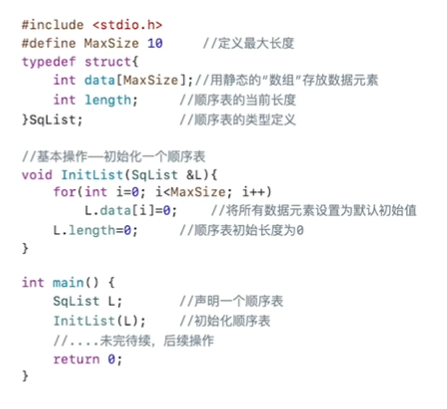 #include <stdio.h>
#define MaxSize 10 //定义最大长度
typedef struct{
int data[MaxSize];//用静态的“数组”存放数据元素
int length; //顺序表的当前长度
}SqList; //顺序表的类型定义
//基本操作——初始化一个顺序表
void InitList(SqList &L){
for(int i=0; i<MaxSize; i++)
L.data[i]=0; //将所有数据元素设置为默认初始值
L.length=0; //顺序表初始长度为0
}
int main() {
SqList L; //声明一个顺序表
InitList(L); //初始化顺序表
//....未完待续，后续操作
return 0;
}